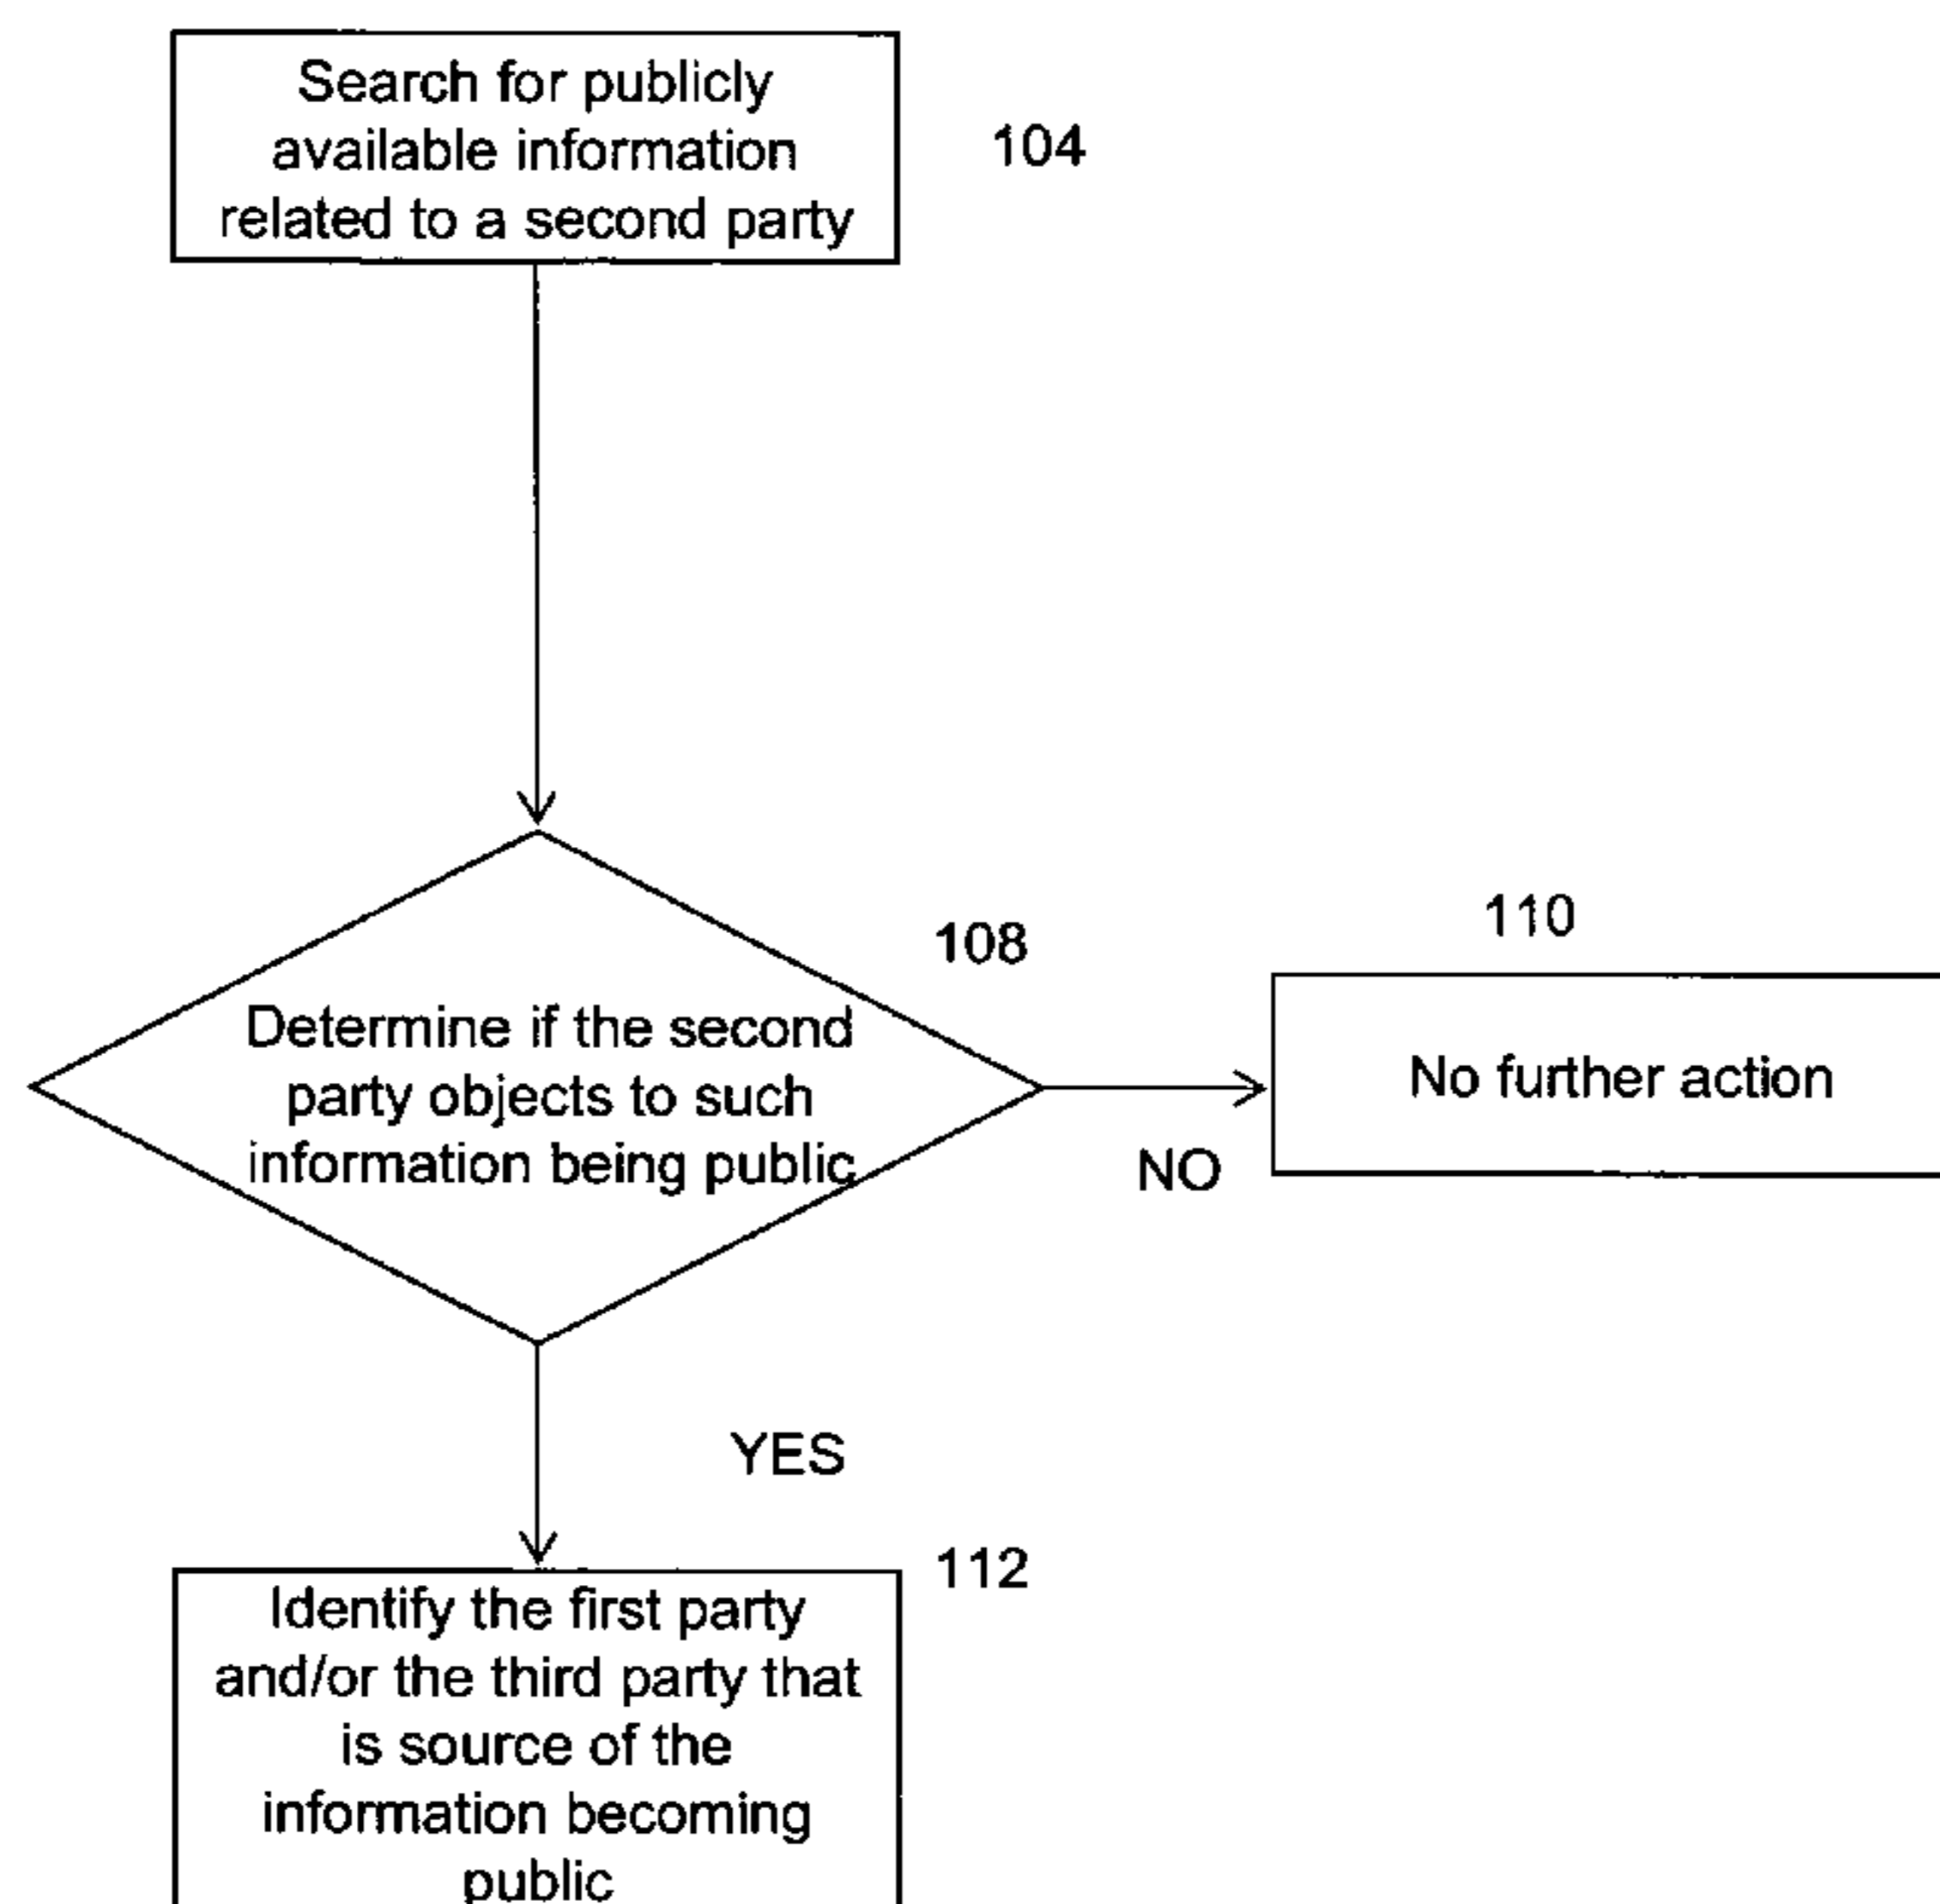 Search for publicly
available information
related to a second party
104
108
Determine if the second
party objects to such
information being public
110
No further action
NO
YES
112
Identify the first party
and/or the third party that
is source of the
information becoming
public